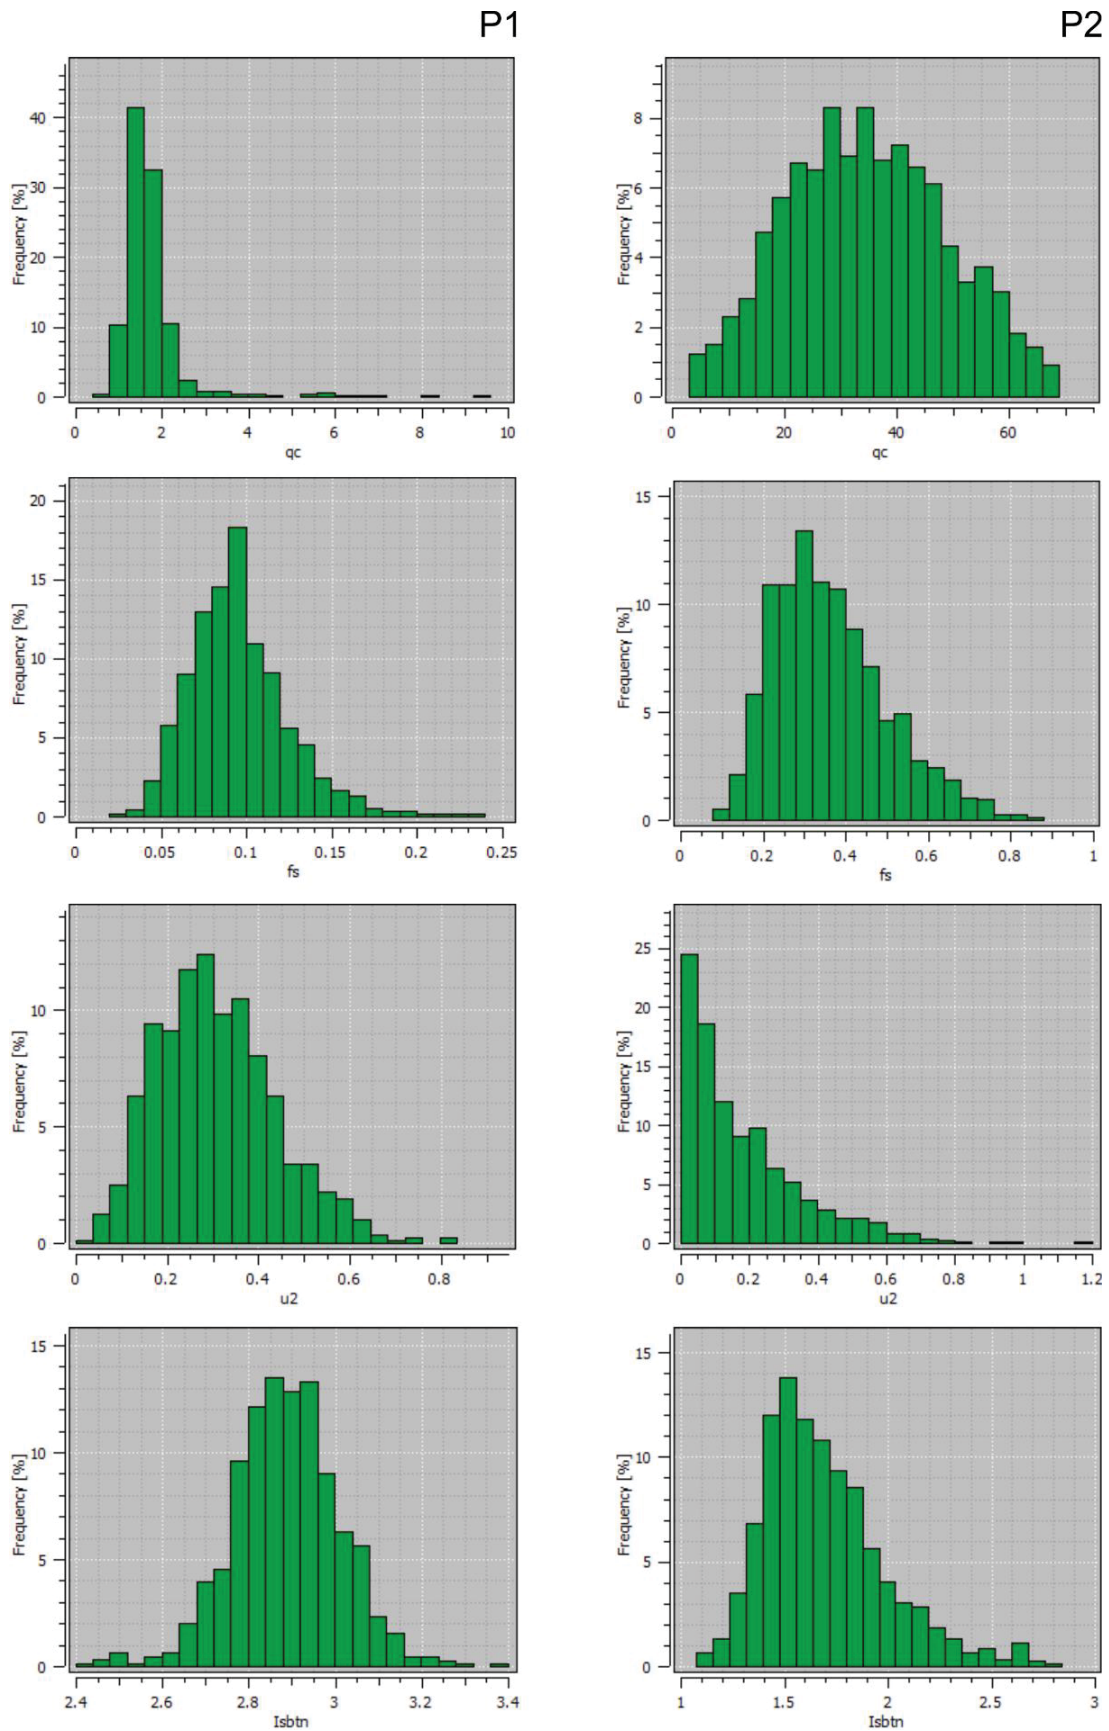 P1
P2
Frequency [%]
40
30
20
10
0
0 2 4 6 8 10
qc
Frequency [%]
8
6
4
2
0
0 20 40 60
qc
Frequency [%]
20
15
10
5
0
0 0.05 0.1 0.15 0.2 0.25
fs
Frequency [%]
15
10
5
0
0 0.2 0.4 0.6 0.8 1
fs
Frequency [%]
10
5
0
0 0.2 0.4 0.6 0.8
u2
Frequency [%]
25
20
15
10
5
0
0 0.2 0.4 0.6 0.8 1 1.2
u2
Frequency [%]
15
10
5
0
2.4 2.6 2.8 3 3.2 3.4
Isbtn
Frequency [%]
15
10
5
0
1 1.5 2 2.5 3
Isbtn